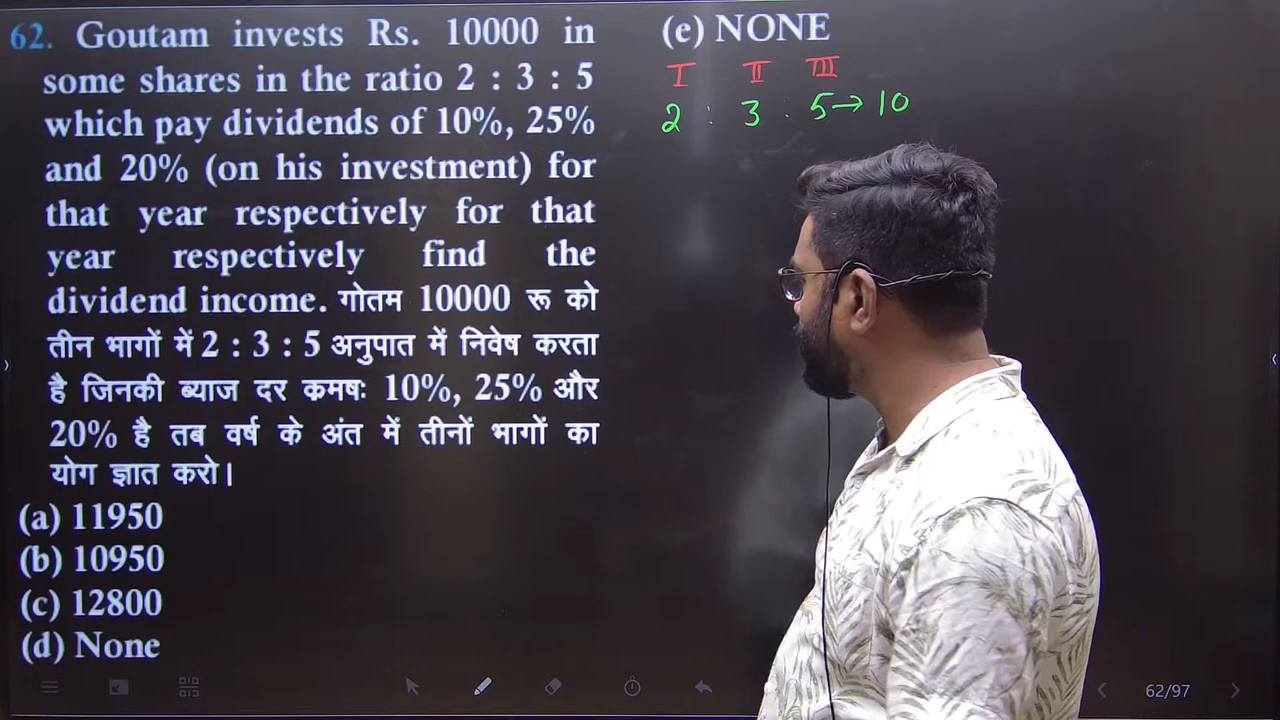 62. Goutam invests Rs. 10000 in
some shares in the ratio 2 : 3 : 5
which pay dividends of 10%, 25%
and 20% (on his investment) for
that year respectively for that
year respectively find the
dividend income. गोतम 10000 रू को
तीन भागों में 2 : 3 : 5 अनुपात में निवेष करता
है जिनकी ब्याज दर कमषः 10%, 25% और
20% है तब वर्ष के अंत में तीनों भागों का
योग ज्ञात करो।
(a) 11950
(b) 10950
(c) 12800
(d) None
(e) NONE
I II III
2 : 3 : 5 → 10
62/97